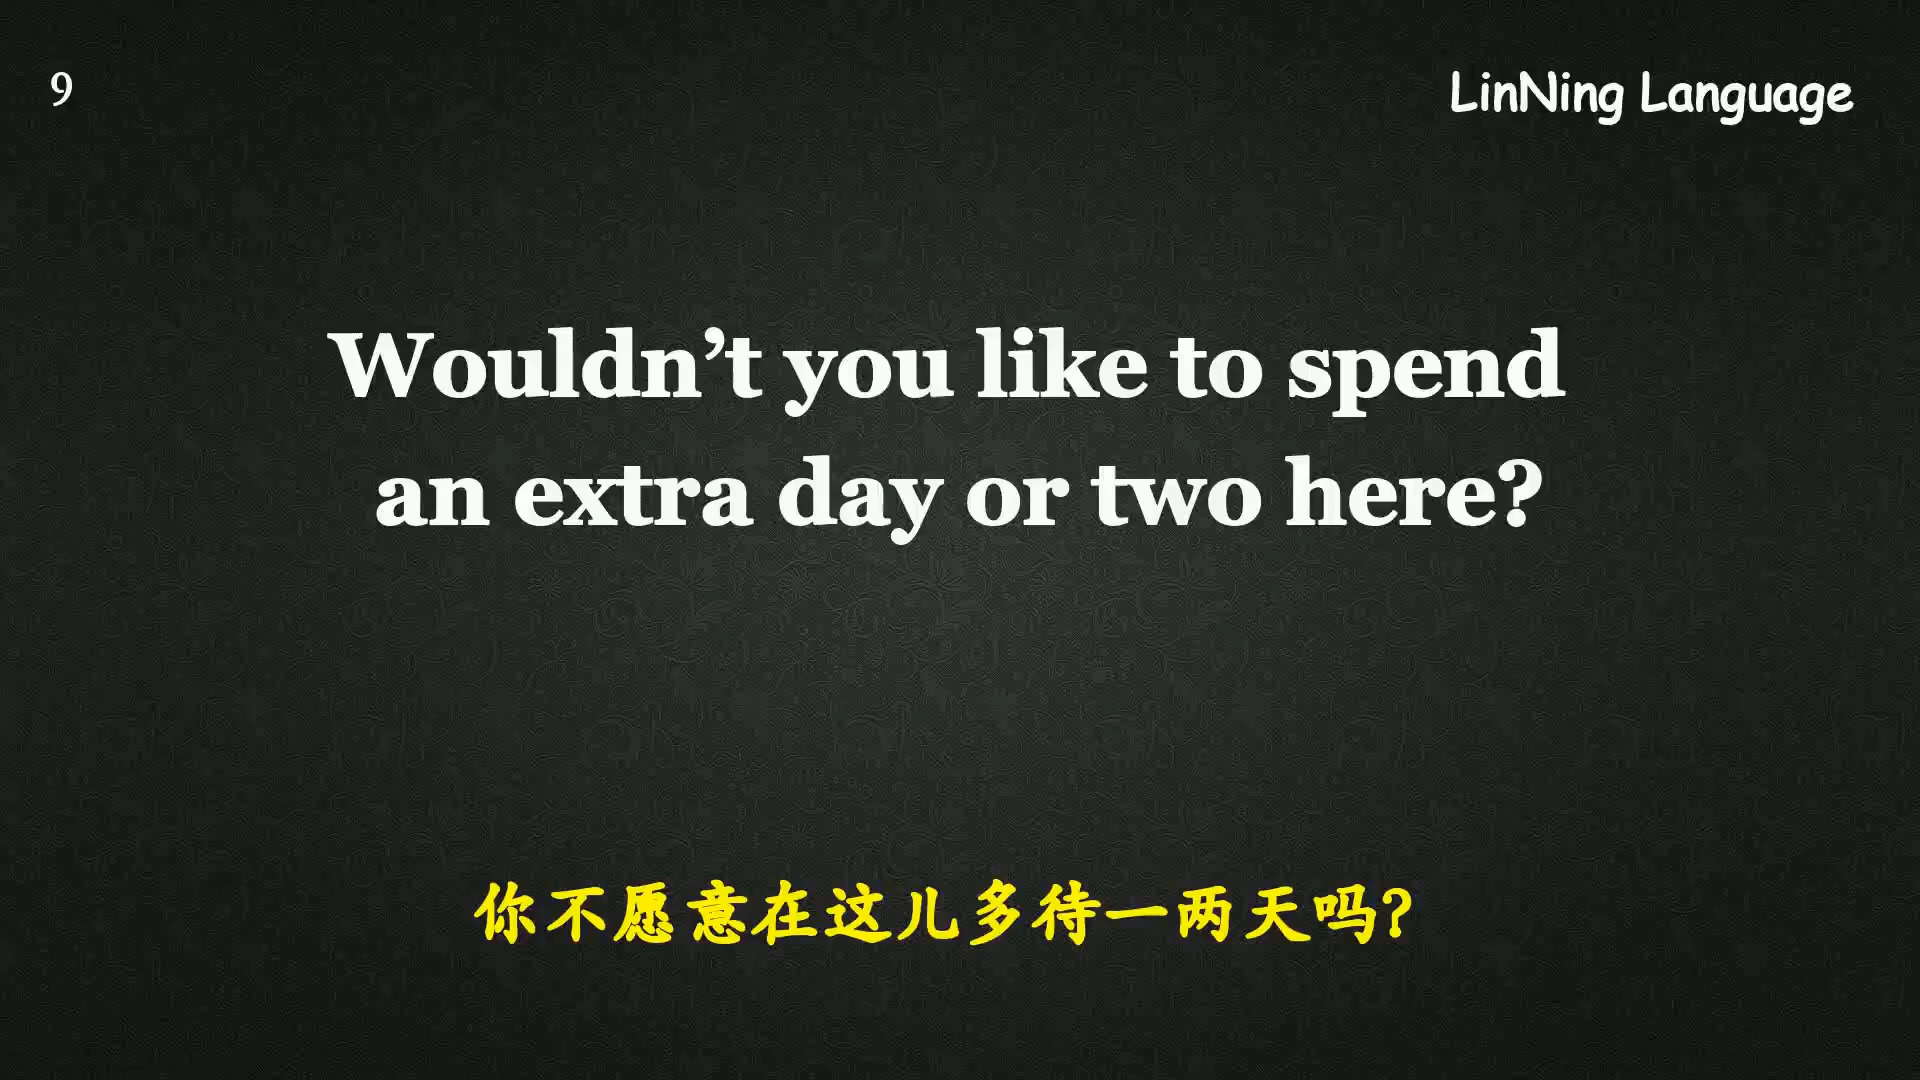 9
LinNing Language
Wouldn’t you like to spend
an extra day or two here?
你不愿意在这儿多待一两天吗?